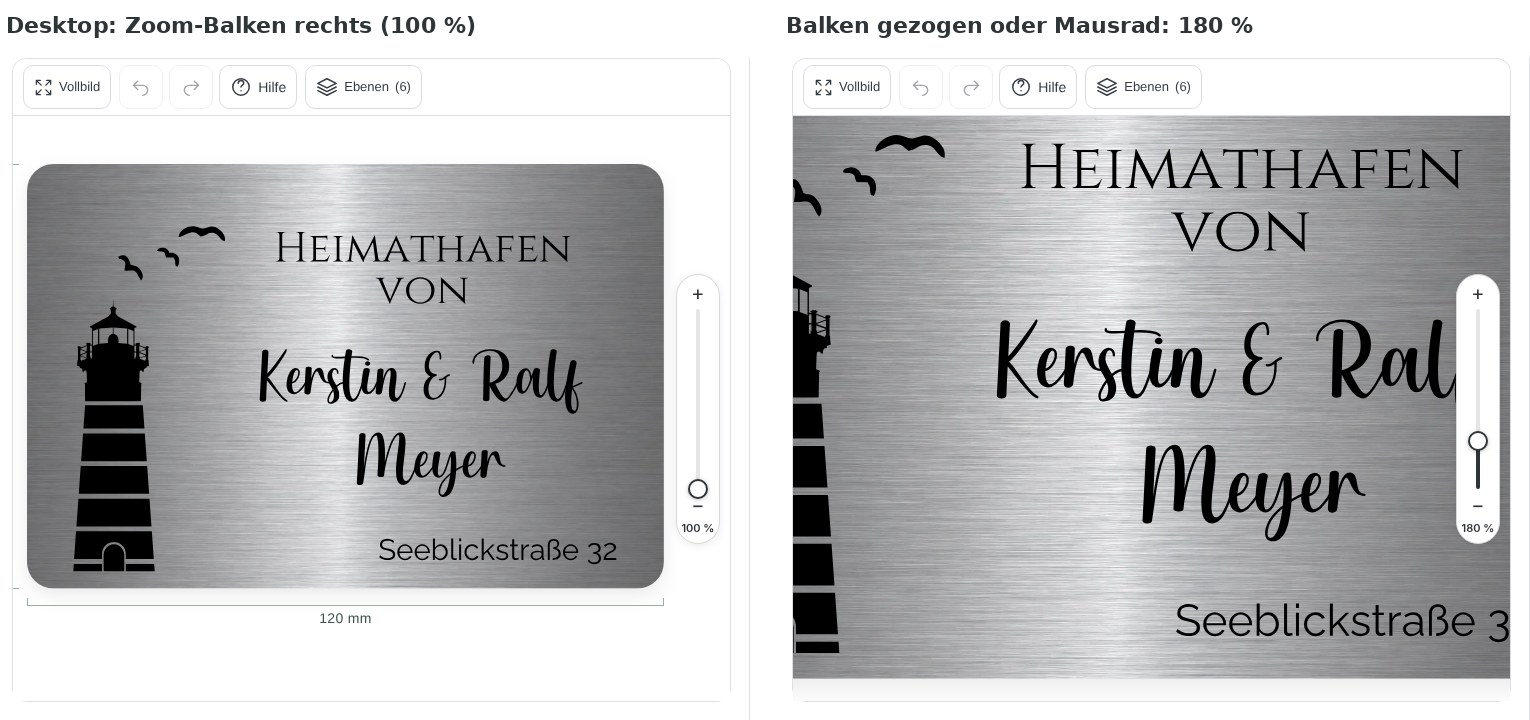 Desktop: Zoom-Balken rechts (100 %)
Vollbild
Hilfe
Ebenen (6)
HEIMATHAFEN
VON
Kerstin & Ralf
Meyer
Seeblickstraße 32
120 mm
+
−
100 %
Balken gezogen oder Mausrad: 180 %
Vollbild
Hilfe
Ebenen (6)
HEIMATHAFEN
VON
Kerstin & Ralf
Meyer
Seeblickstraße 3
+
−
180 %